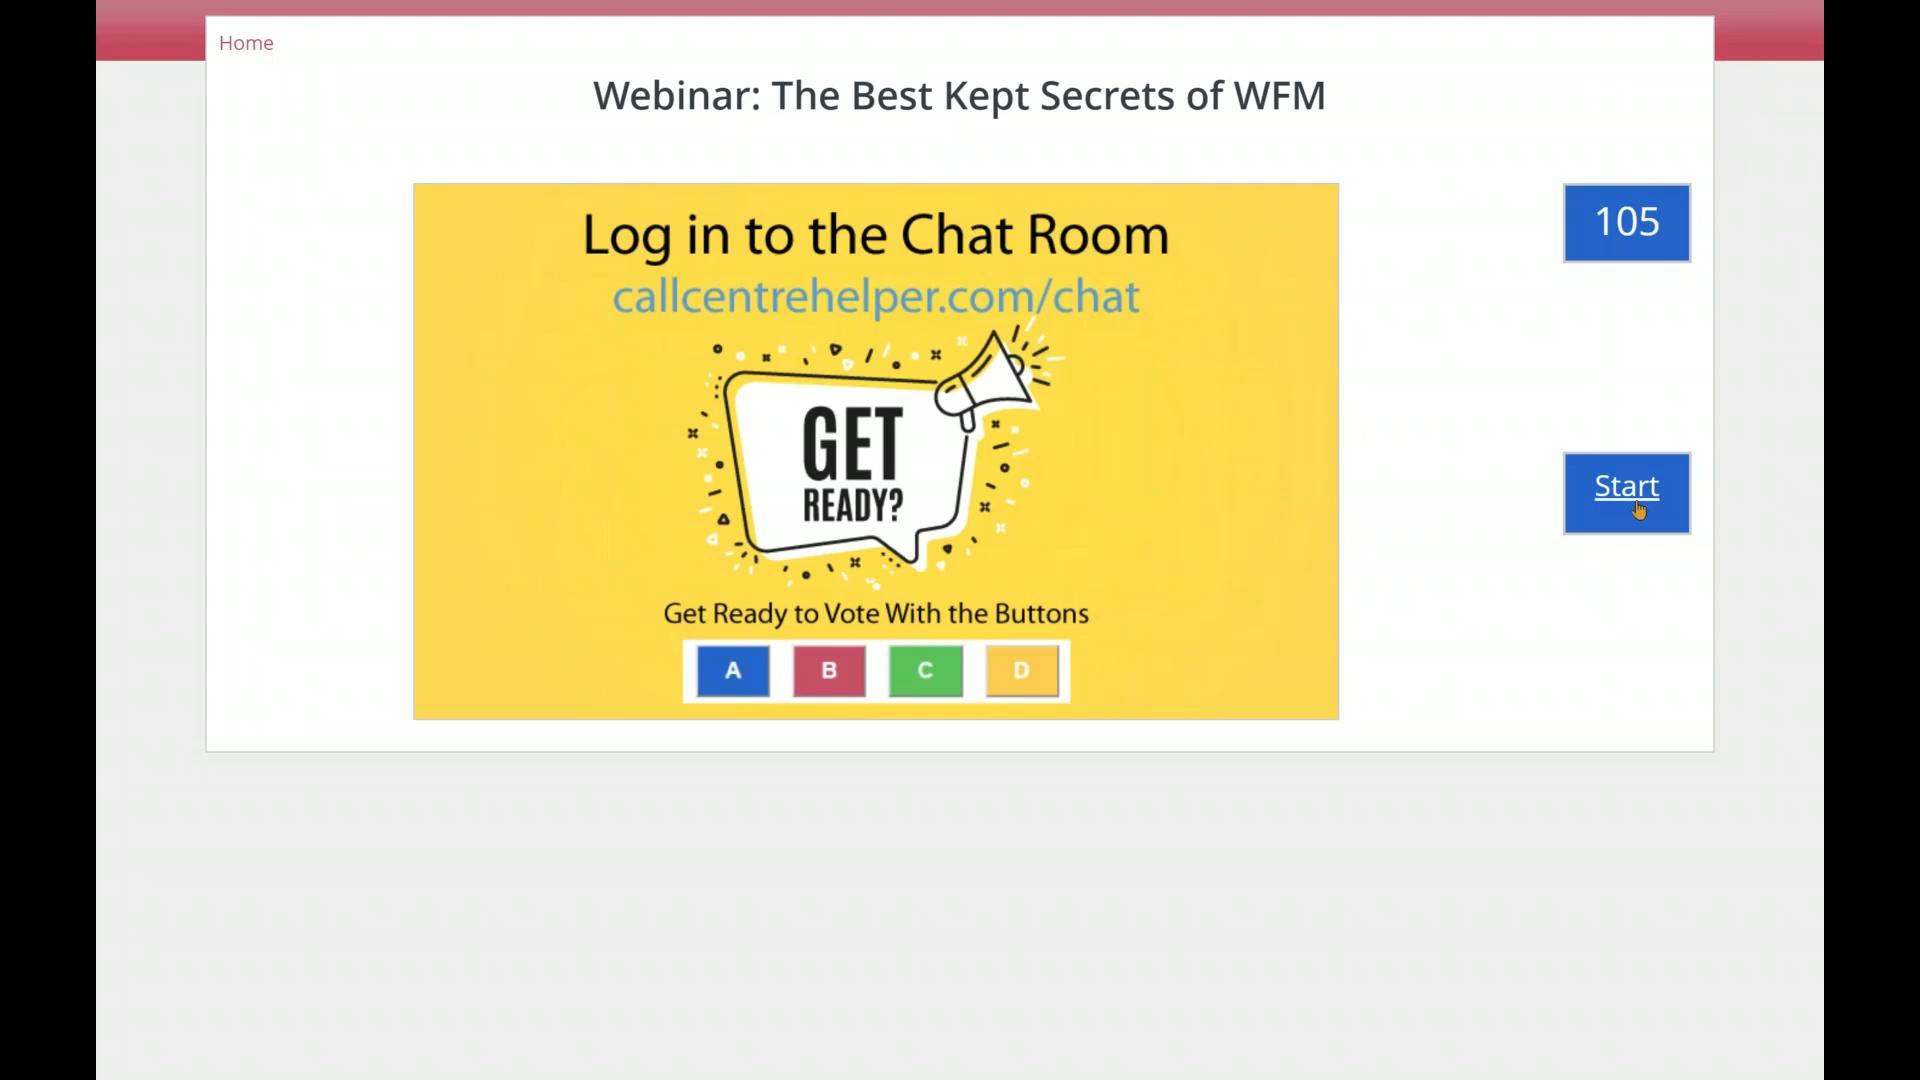 Home
Webinar: The Best Kept Secrets of WFM
Log in to the Chat Room
callcentrehelper.com/chat
105
GET
READY?
Start
Get Ready to Vote With the Buttons
A B C D